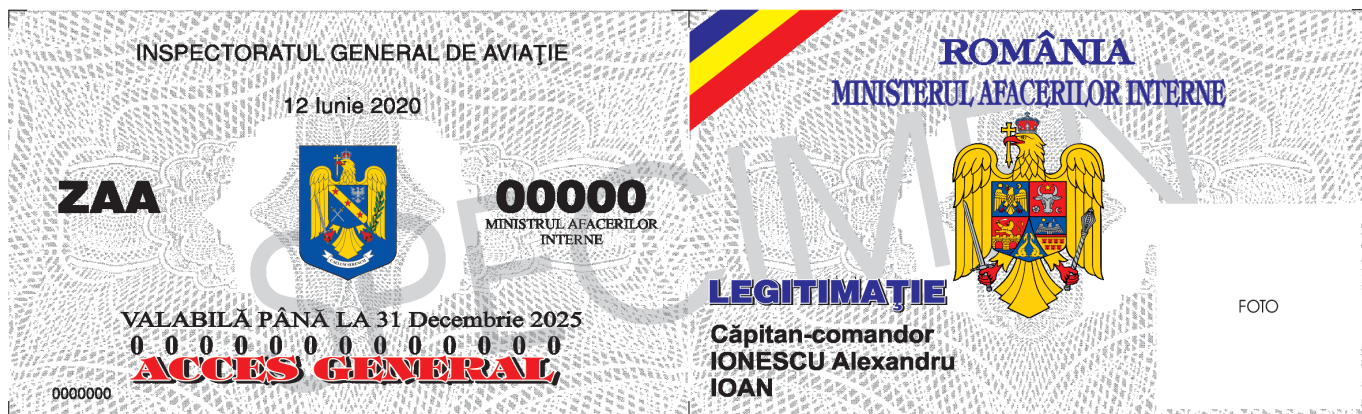 INSPECTORATUL GENERAL DE AVIAŢIE
12 Iunie 2020
ZAA
00000
MINISTRUL AFACERILOR
INTERNE
VALABILĂ PÂNĂ LA 31 Decembrie 2025
0 0 0 0 0 0 0 0 0 0 0 0 0
ACCES GENERAL
0000000
ROMÂNIA
MINISTERUL AFACERILOR INTERNE
LEGITIMAŢIE
Căpitan-comandor
IONESCU Alexandru
IOAN
FOTO
SPECIMEN